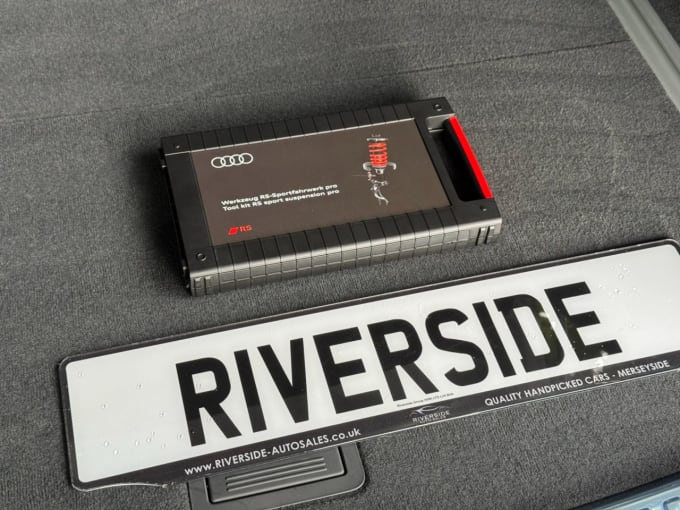 Werkzeug RS-Sportfahrwerk pro
Tool kit RS sport suspension pro
RS
RIVERSIDE
RIVERSIDE
WWW.RIVERSIDE-AUTOSALES.co.uk
QUALITY HANDPICKED CARS - MERSEYSIDE